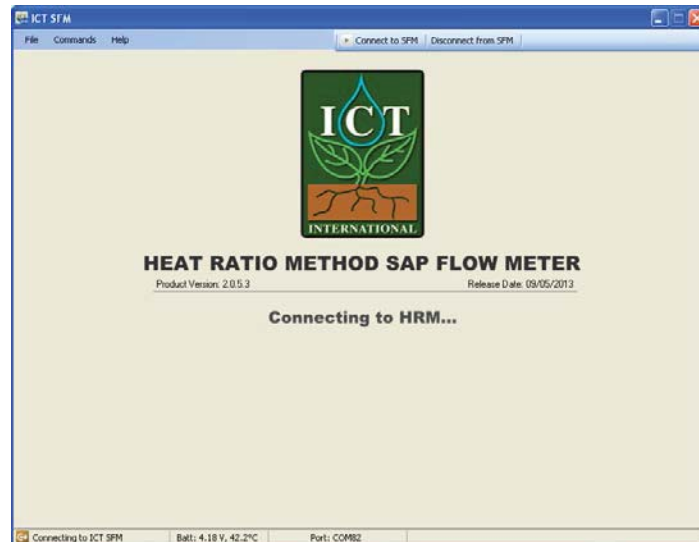 ICT SFM
File Commands Help Connect to SFM Disconnect from SFM
ICT
INTERNATIONAL
HEAT RATIO METHOD SAP FLOW METER
Product Version: 2.0.5.3 Release Date: 09/05/2013
Connecting to HRM...
Connecting to ICT SFM Batt: 4.18 V, 42.2°C Port: COM82